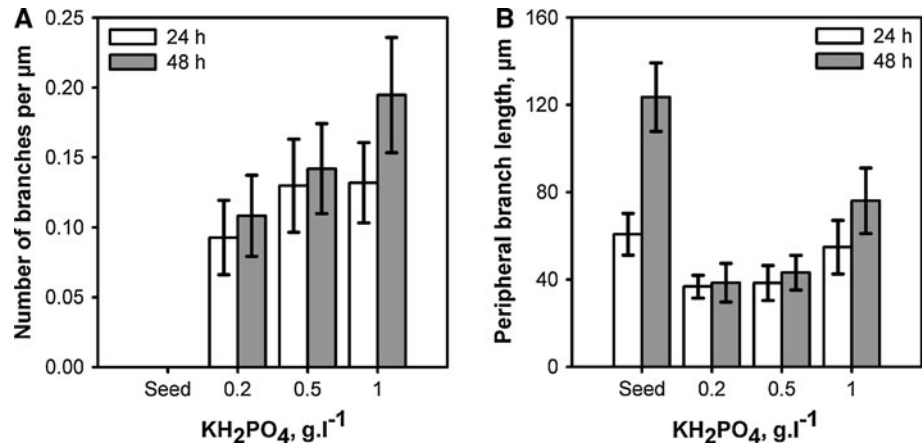 A
0.25
0.20
0.15
0.10
0.05
0.00
Number of branches per µm
24 h
48 h
Seed 0.2 0.5 1
KH₂PO₄, g.l⁻¹
B
160
120
80
40
0
Peripheral branch length, µm
24 h
48 h
Seed 0.2 0.5 1
KH₂PO₄, g.l⁻¹